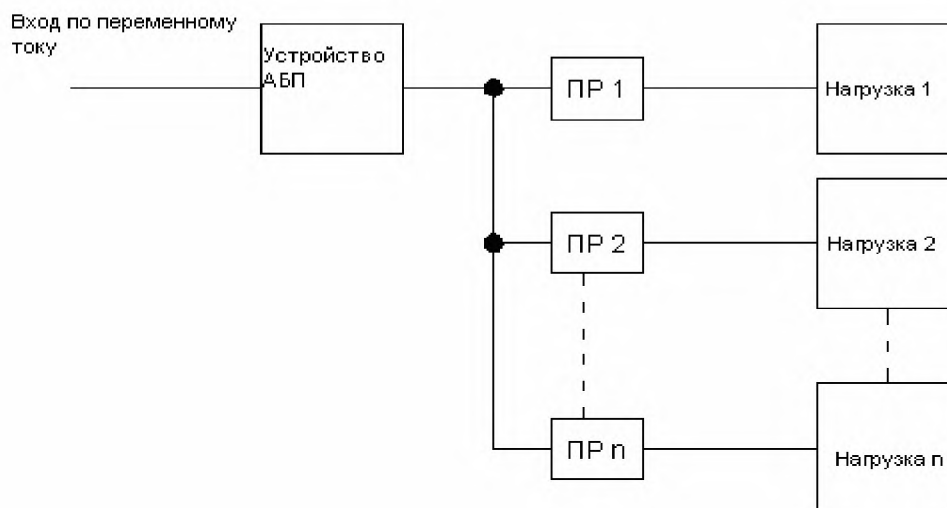 Вход по переменному
току
Устройство
АБП
ПР 1
Нагрузка 1
ПР 2
Нагрузка 2
ПР n
Нагрузка n